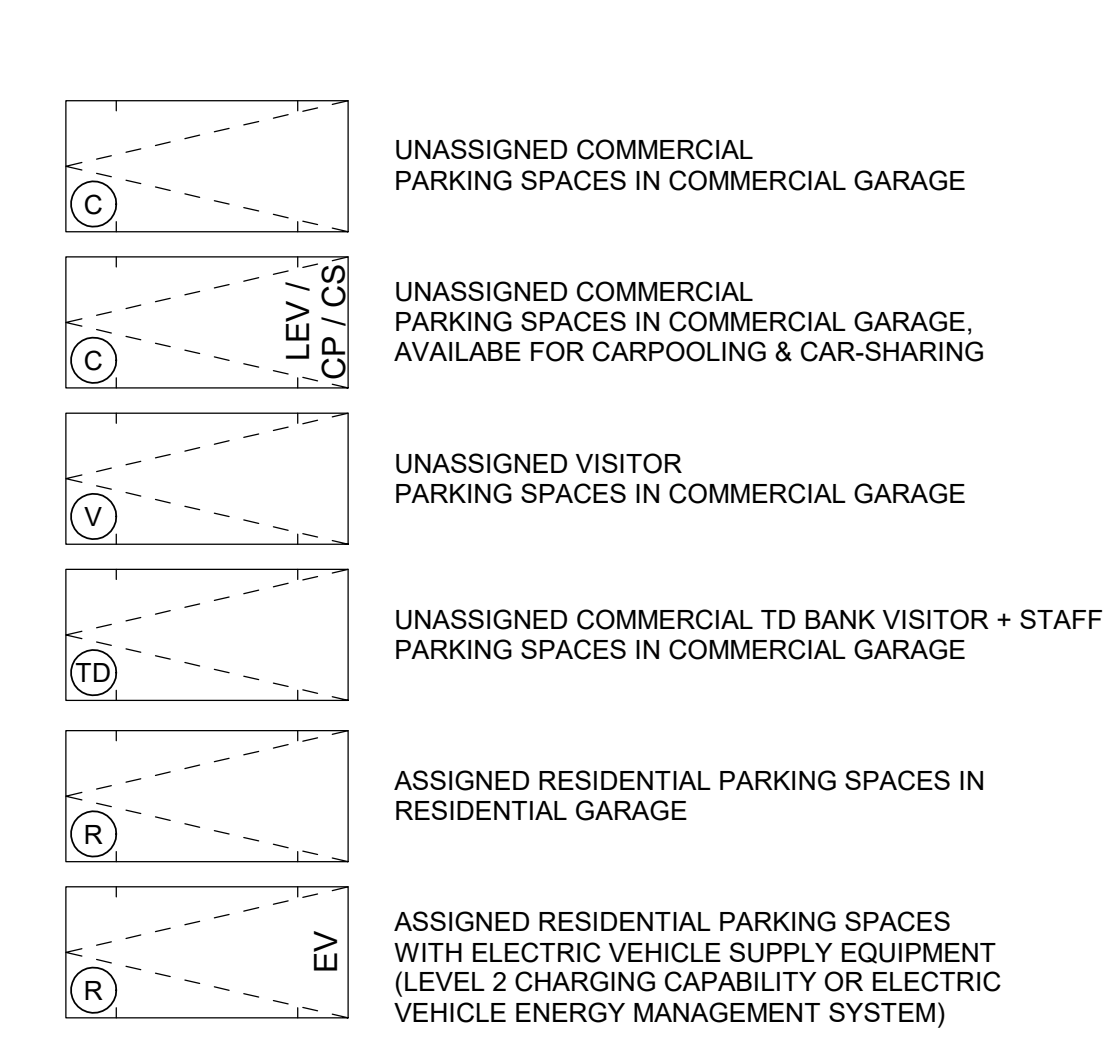 C
UNASSIGNED COMMERCIAL
PARKING SPACES IN COMMERCIAL GARAGE
C
LEV /
CP / CS
UNASSIGNED COMMERCIAL
PARKING SPACES IN COMMERCIAL GARAGE,
AVAILABE FOR CARPOOLING & CAR-SHARING
V
UNASSIGNED VISITOR
PARKING SPACES IN COMMERCIAL GARAGE
TD
UNASSIGNED COMMERCIAL TD BANK VISITOR + STAFF
PARKING SPACES IN COMMERCIAL GARAGE
R
ASSIGNED RESIDENTIAL PARKING SPACES IN
RESIDENTIAL GARAGE
R
EV
ASSIGNED RESIDENTIAL PARKING SPACES
WITH ELECTRIC VEHICLE SUPPLY EQUIPMENT
(LEVEL 2 CHARGING CAPABILITY OR ELECTRIC
VEHICLE ENERGY MANAGEMENT SYSTEM)